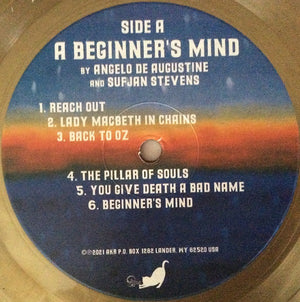 SIDE A
A BEGINNER'S MIND
BY ANGELO DE AUGUSTINE
AND SUFJAN STEVENS
1. REACH OUT
2. LADY MACBETH IN CHAINS
3. BACK TO OZ
4. THE PILLAR OF SOULS
5. YOU GIVE DEATH A BAD NAME
6. BEGINNER'S MIND
©℗2021 AKR P.O. BOX 1282 LANDER, WY 82520 USA